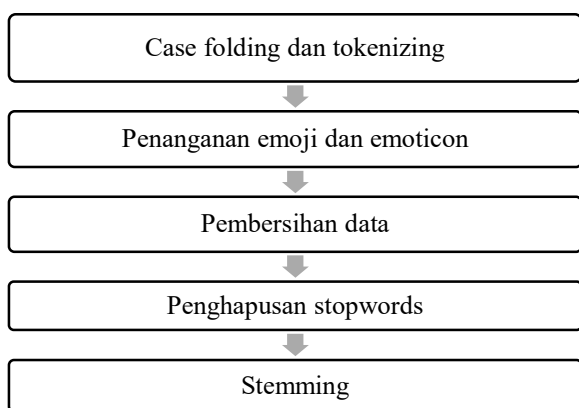 Case folding dan tokenizing
Penanganan emoji dan emoticon
Pembersihan data
Penghapusan stopwords
Stemming